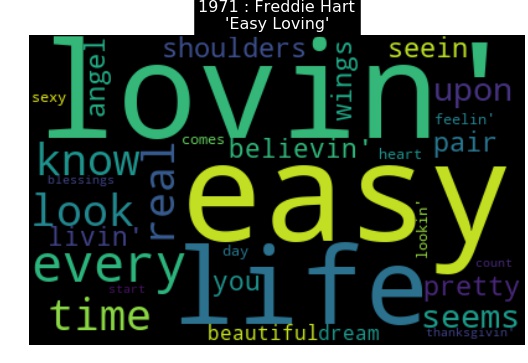 1971 : Freddie Hart
'Easy Loving'
lovin'
angel
shoulders
wings
seein'
sexy
upon
feelin'
comes
believin'
heart
pair
know
blessings
real
easy
look
livin'
lookin'
every
day
you
life
count
start
pretty
time
seems
beautiful
dream
thanksgivin'